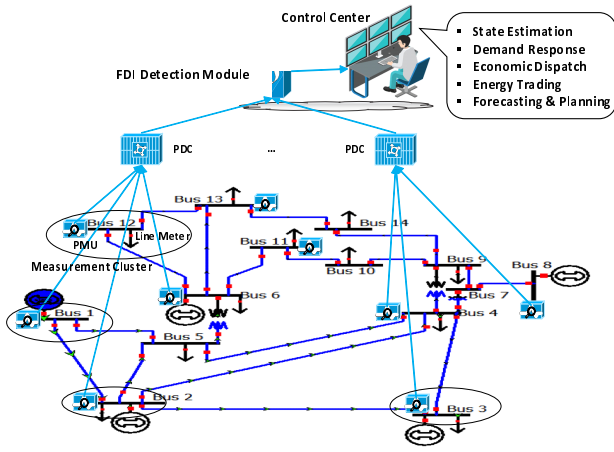 Control Center
State Estimation
Demand Response
Economic Dispatch
Energy Trading
Forecasting & Planning
FDI Detection Module
PDC
...
PDC
Bus 13
Bus 12
Bus 14
Line Meter
PMU
Bus 11
Bus 10
Bus 9
Bus 8
Measurement Cluster
Bus 7
Bus 6
Bus 1
Bus 4
Bus 5
Bus 2
Bus 3